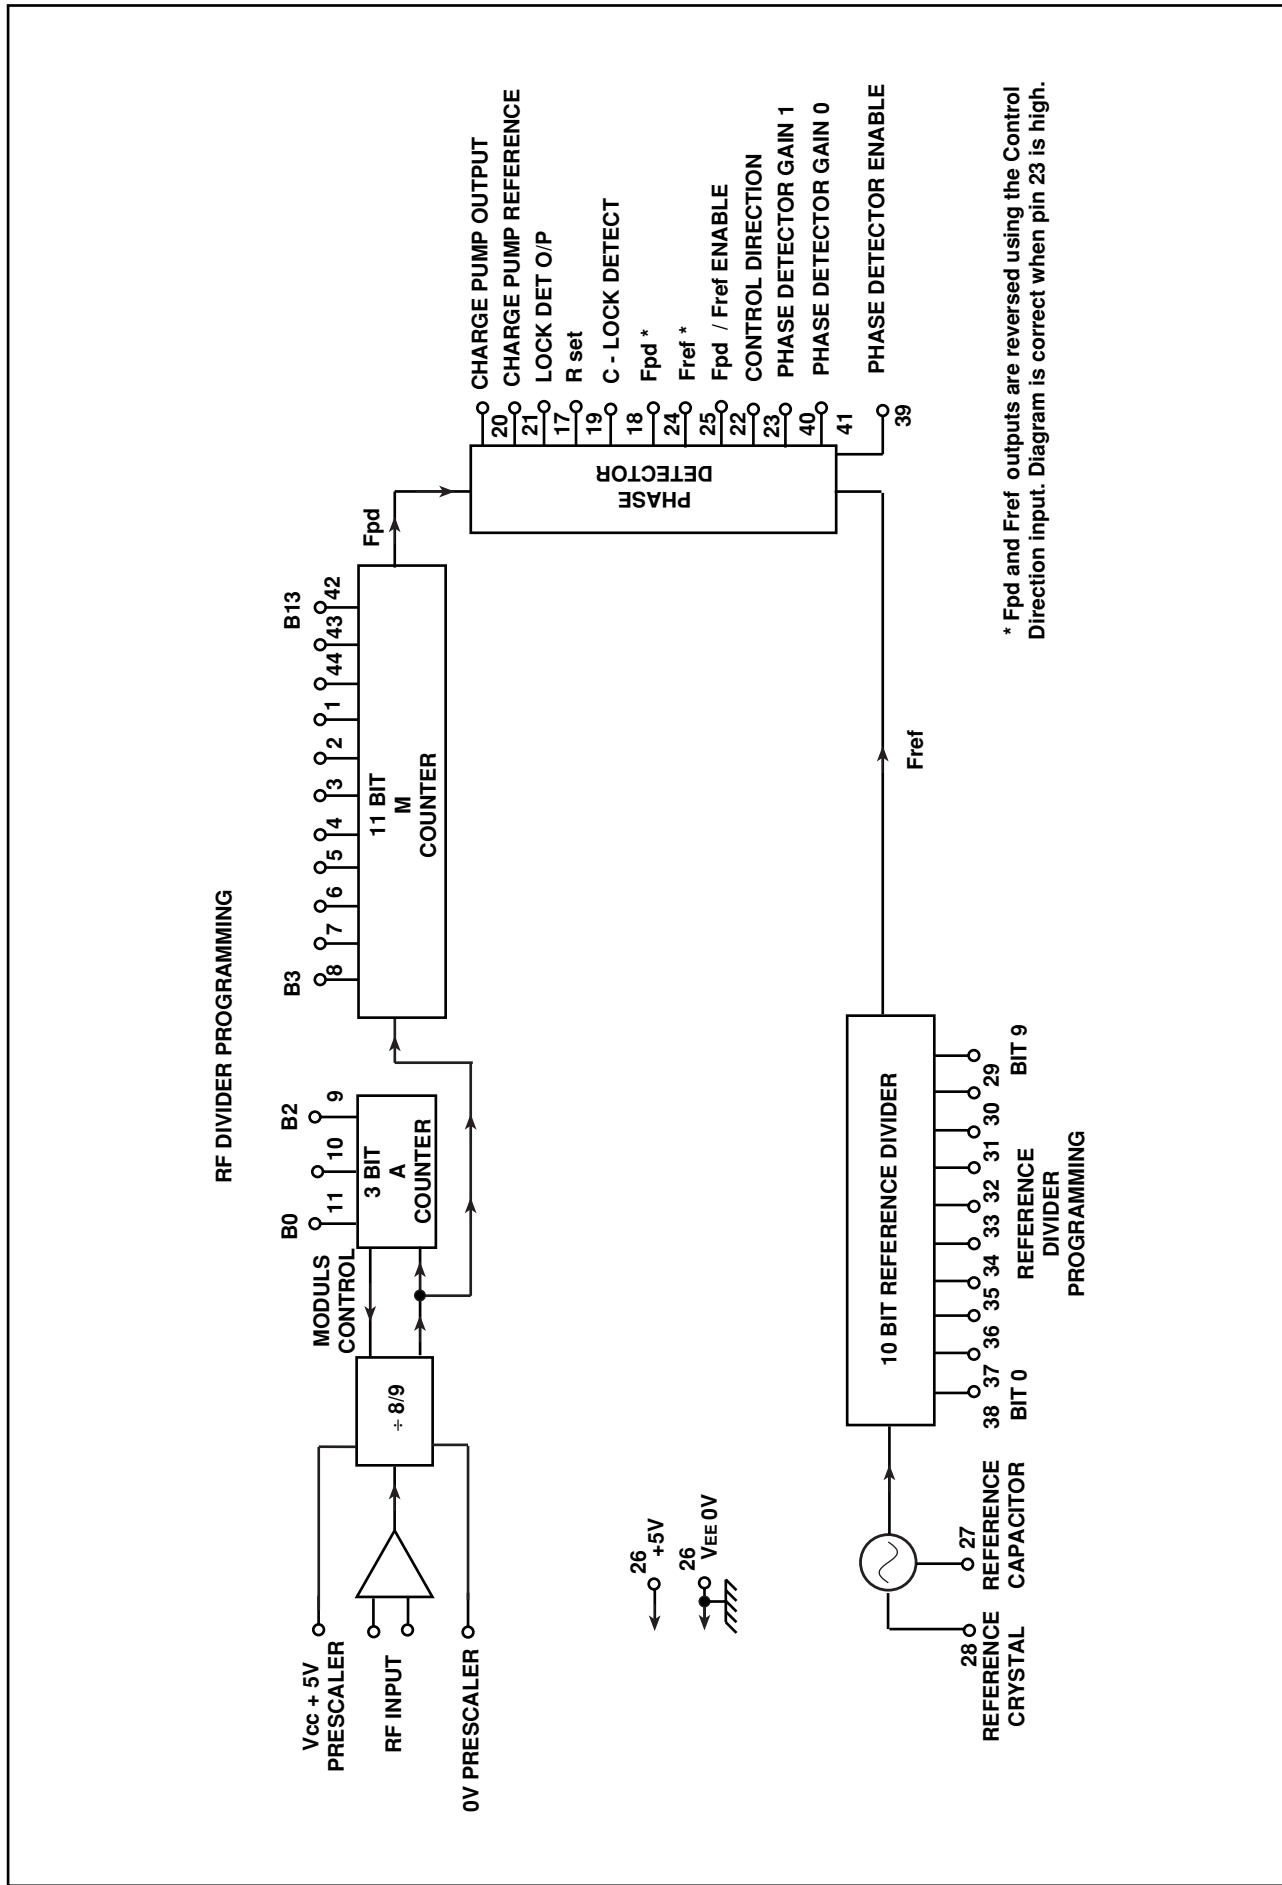 RF DIVIDER PROGRAMMING
B0
B2
B3
B13
11
10
9
8
7
6
5
4
3
2
1
44
43
42
Vcc + 5V
PRESCALER
MODULS
CONTROL
3 BIT
A
COUNTER
11 BIT
M
COUNTER
Fpd
RF INPUT
÷ 8/9
0V PRESCALER
PHASE
DETECTOR
20
CHARGE PUMP OUTPUT
21
CHARGE PUMP REFERENCE
17
LOCK DET O/P
19
R set
18
C - LOCK DETECT
24
Fpd *
25
Fref *
22
Fpd / Fref ENABLE
23
CONTROL DIRECTION
40
PHASE DETECTOR GAIN 1
41
PHASE DETECTOR GAIN 0
39
PHASE DETECTOR ENABLE
26
+5V
26
VEE 0V
10 BIT REFERENCE DIVIDER
Fref
28
REFERENCE
CRYSTAL
27
REFERENCE
CAPACITOR
38
37
36
35
34
33
32
31
30
29
BIT 0
BIT 9
REFERENCE
DIVIDER
PROGRAMMING
* Fpd and Fref outputs are reversed using the Control
Direction input. Diagram is correct when pin 23 is high.